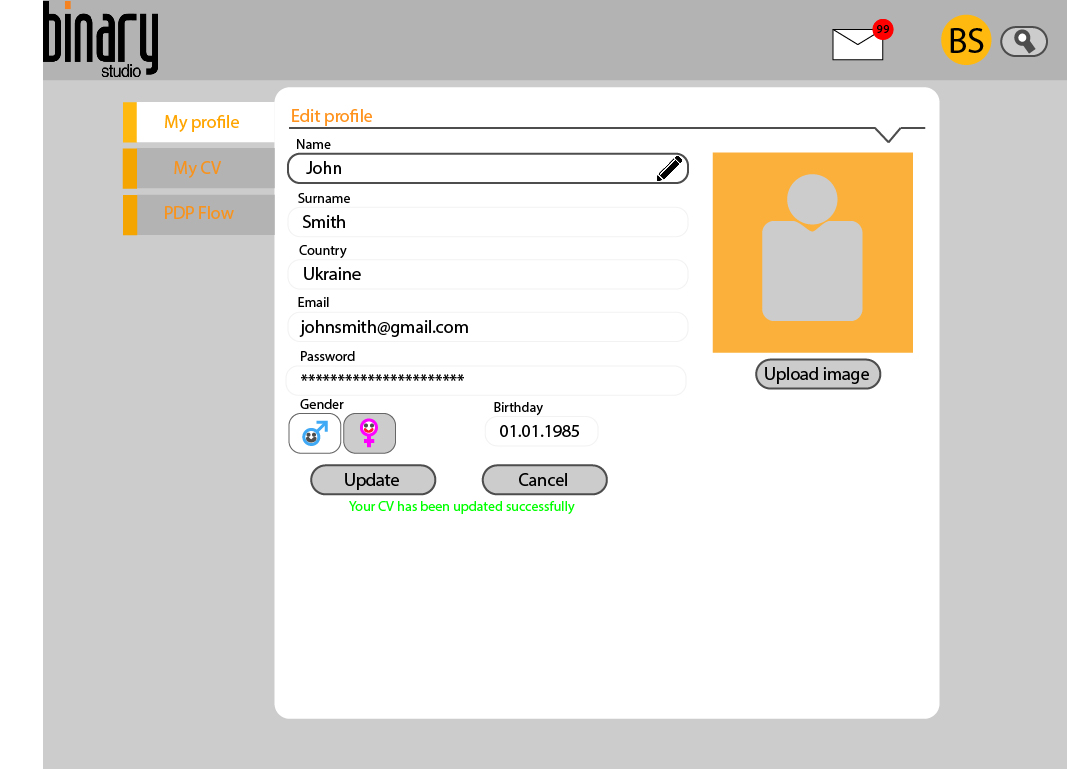 binary
studio
99
BS
My profile
My CV
PDP Flow
Edit profile
Name
John
Surname
Smith
Country
Ukraine
Email
johnsmith@gmail.com
Password
**********************
Gender
Birthday
01.01.1985
Update
Cancel
Your CV has been updated successfully
Upload image